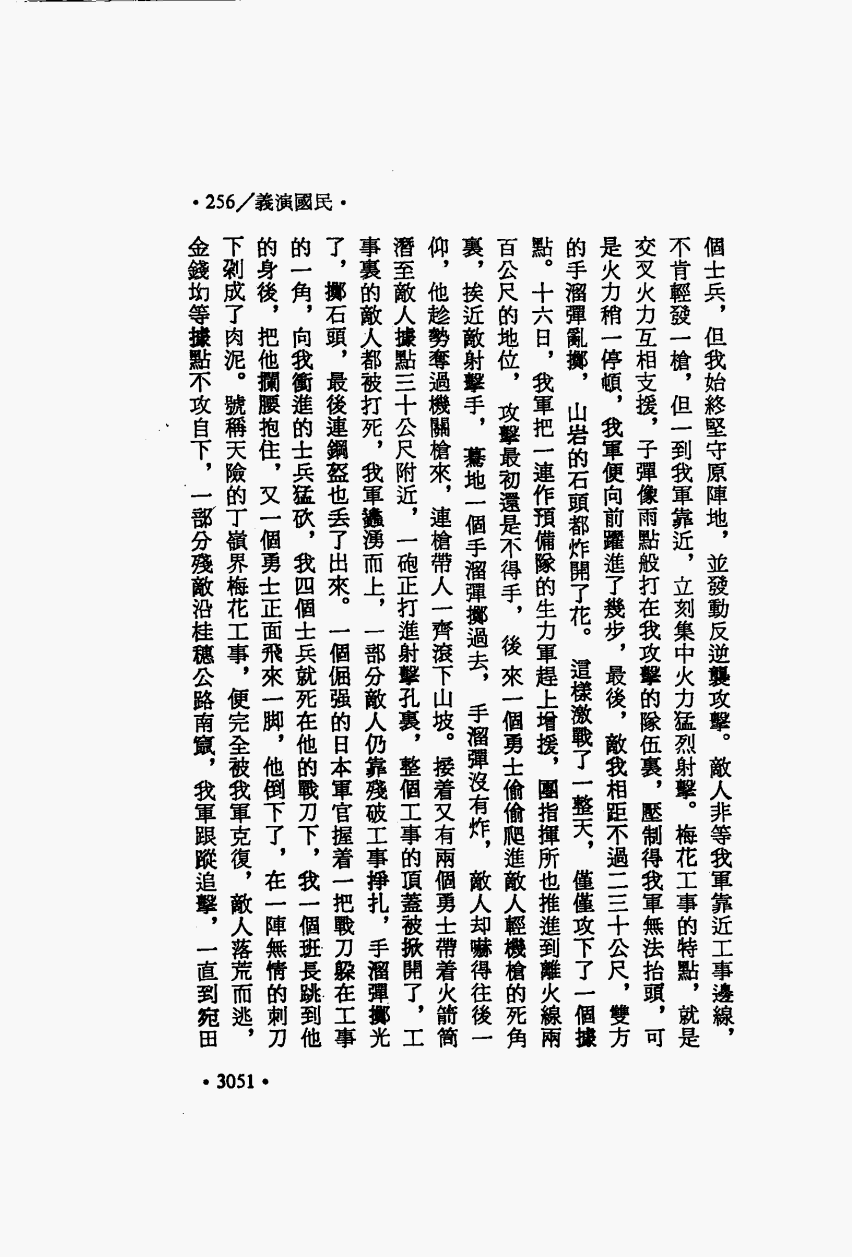 ·256/義演國民·
個士兵，但我始終堅守原陣地，並發動反逆襲攻擊。敵人非等我軍靠近工事邊線，
不肯輕發一槍，但一到我軍靠近，立刻集中火力猛烈射擊。梅花工事的特點，就是
交叉火力互相支援，子彈像雨點般打在我攻擊的隊伍裏，壓制得我軍無法抬頭，可
是火力稍一停頓，我軍便向前躍進了幾步，最後，敵我相距不過二三十公尺，雙方
的手溜彈亂擲，山岩的石頭都炸開了花。這樣激戰了一整天，僅僅攻下了一個據
點。十六日，我軍把一連作預備隊的生力軍趕上增援，團指揮所也推進到離火線兩
百公尺的地位，攻擊最初還是不得手，後來一個勇士偷偷爬進敵人輕機槍的死角
裏，挨近敵射擊手，驀地一個手溜彈擲過去，手溜彈沒有炸，敵人却嚇得往後一
仰，他趁勢奪過機關槍來，連槍帶人一齊滾下山坡。接着又有兩個勇士帶着火箭筒
潛至敵人據點三十公尺附近，一砲正打進射擊孔裏，整個工事的頂蓋被掀開了，工
事裏的敵人都被打死，我軍蠭湧而上，一部分敵人仍靠殘破工事掙扎，手溜彈擲光
了，擲石頭，最後連鋼盔也丢了出來。一個倔强的日本軍官握着一把戰刀躱在工事
的一角，向我衝進的士兵猛砍，我四個士兵就死在他的戰刀下，我一個班長跳到他
的身後，把他攔腰抱住，又一個勇士正面飛來一脚，他倒下了，在一陣無情的刺刀
下剁成了肉泥。號稱天險的丁嶺界梅花工事，便完全被我軍克復，敵人落荒而逃，
金錢坳等據點不攻自下，一部分殘敵沿桂穗公路南竄，我軍跟蹤追擊，一直到宛田
·3051·